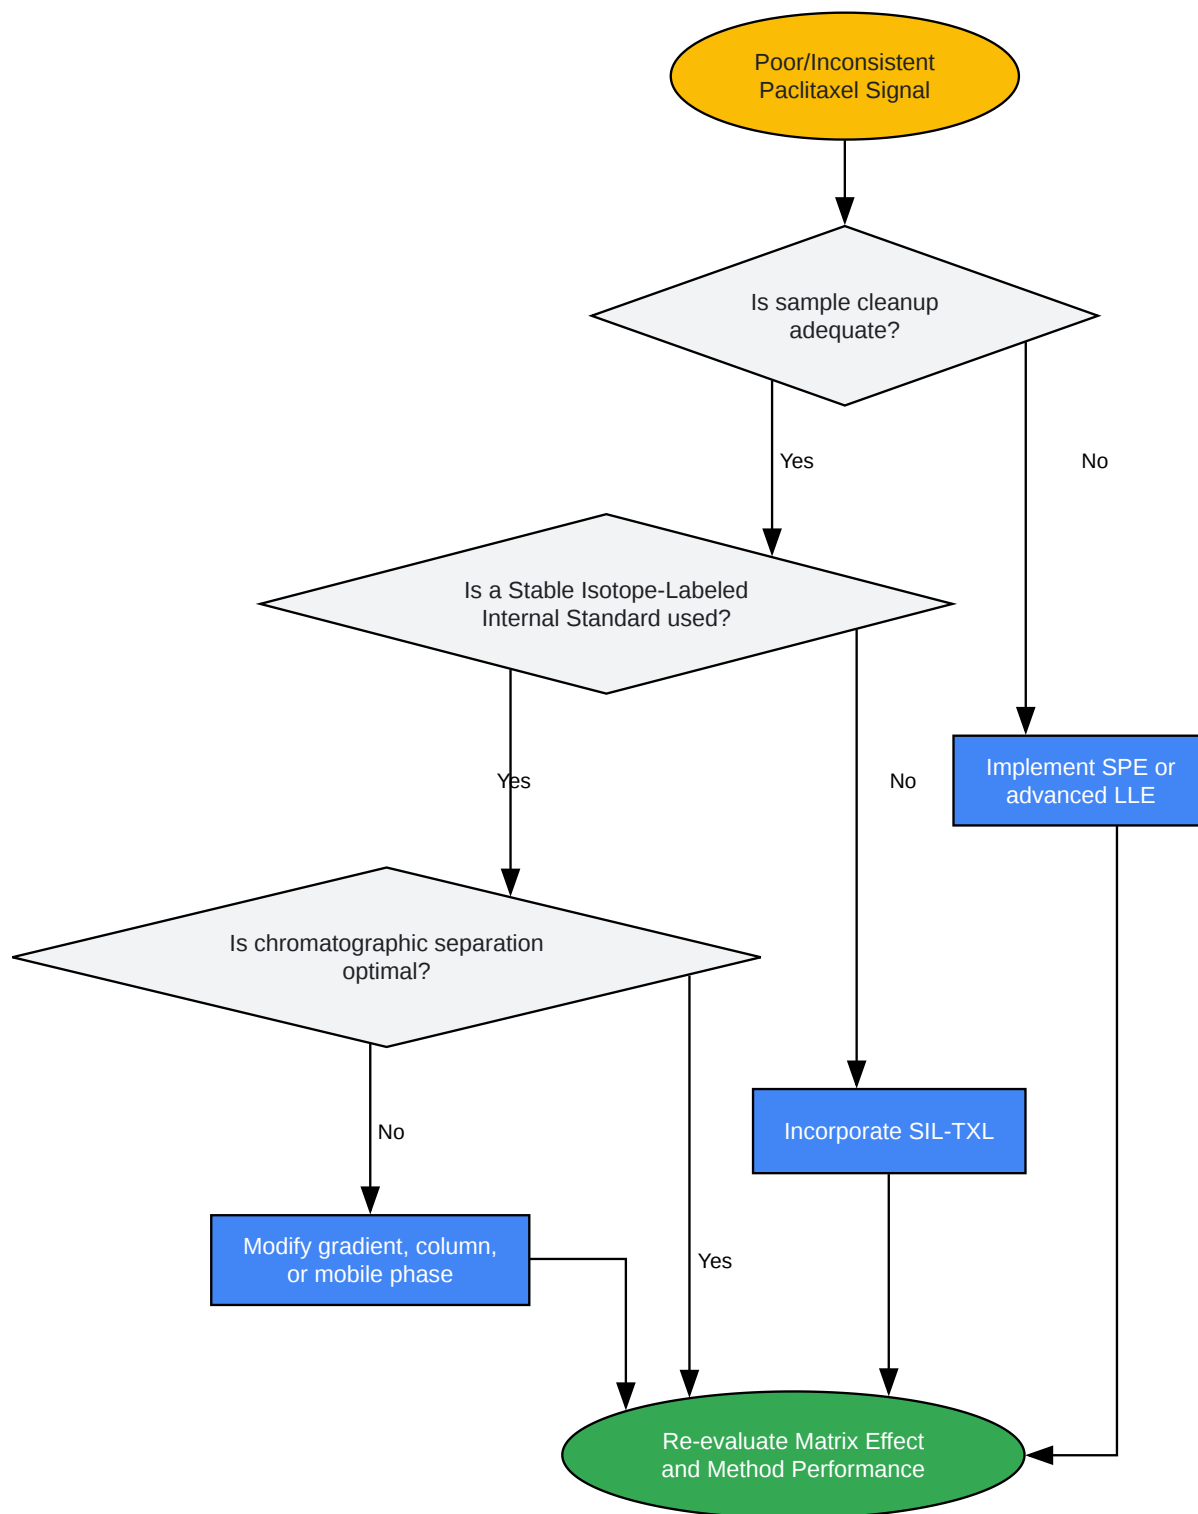 Poor/Inconsistent
Paclitaxel Signal
Is sample cleanup
adequate?
Yes
No
Is a Stable Isotope-Labeled
Internal Standard used?
Yes
No
Implement SPE or
advanced LLE
Is chromatographic separation
optimal?
No
Incorporate SIL-TXL
Modify gradient, column,
or mobile phase
Yes
Re-evaluate Matrix Effect
and Method Performance